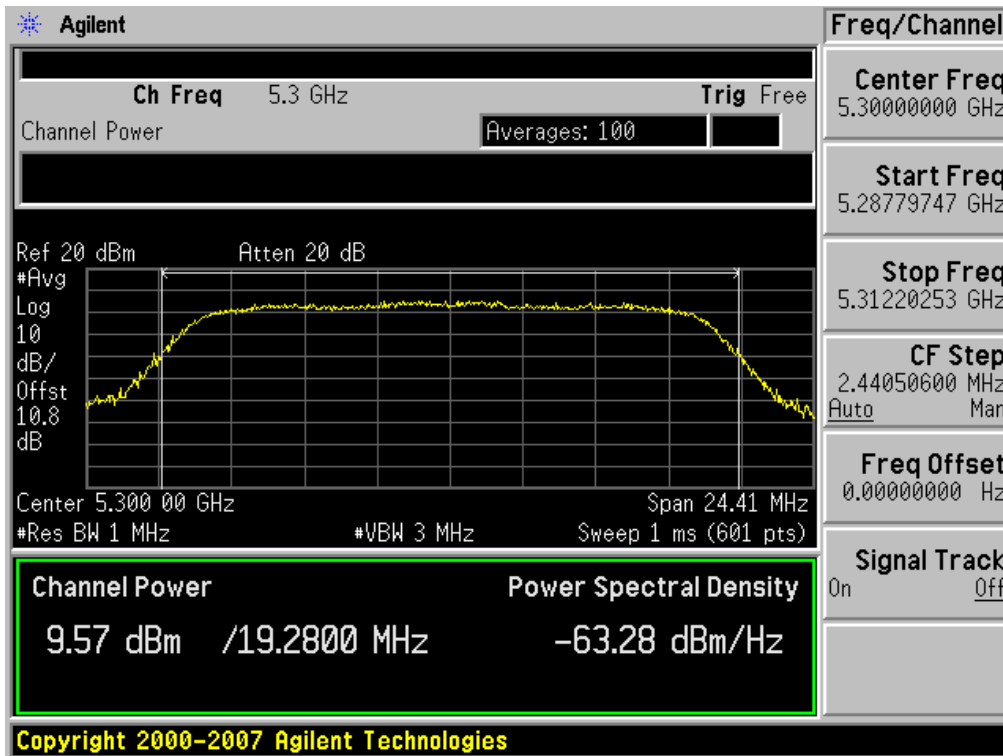 Agilent
Freq/Channel
Ch Freq 5.3 GHz Trig Free
Channel Power Averages: 100
Ref 20 dBm Atten 20 dB
#Avg
Log
10
dB/
Offst
10.8
dB
Center 5.300 00 GHz Span 24.41 MHz
#Res BW 1 MHz #VBW 3 MHz Sweep 1 ms (601 pts)
Channel Power Power Spectral Density
9.57 dBm /19.2800 MHz -63.28 dBm/Hz
Center Freq
5.30000000 GHz
Start Freq
5.28779747 GHz
Stop Freq
5.31220253 GHz
CF Step
2.44050600 MHz
Auto Man
Freq Offset
0.00000000 Hz
Signal Track
On Off
Copyright 2000-2007 Agilent Technologies